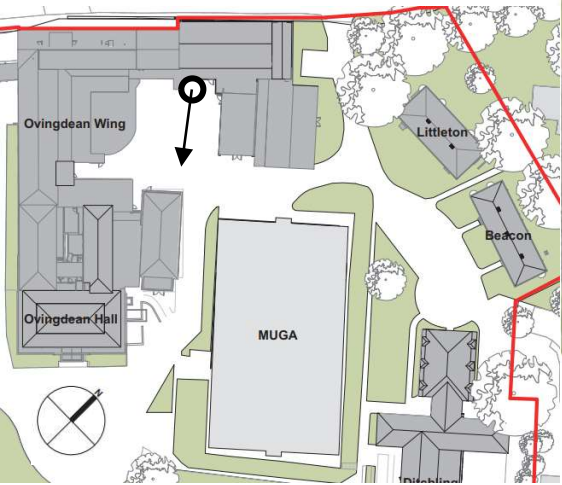 Ovingdean Wing
Littleton
Beacon
Ovingdean Hall
MUGA
N
Ditchling